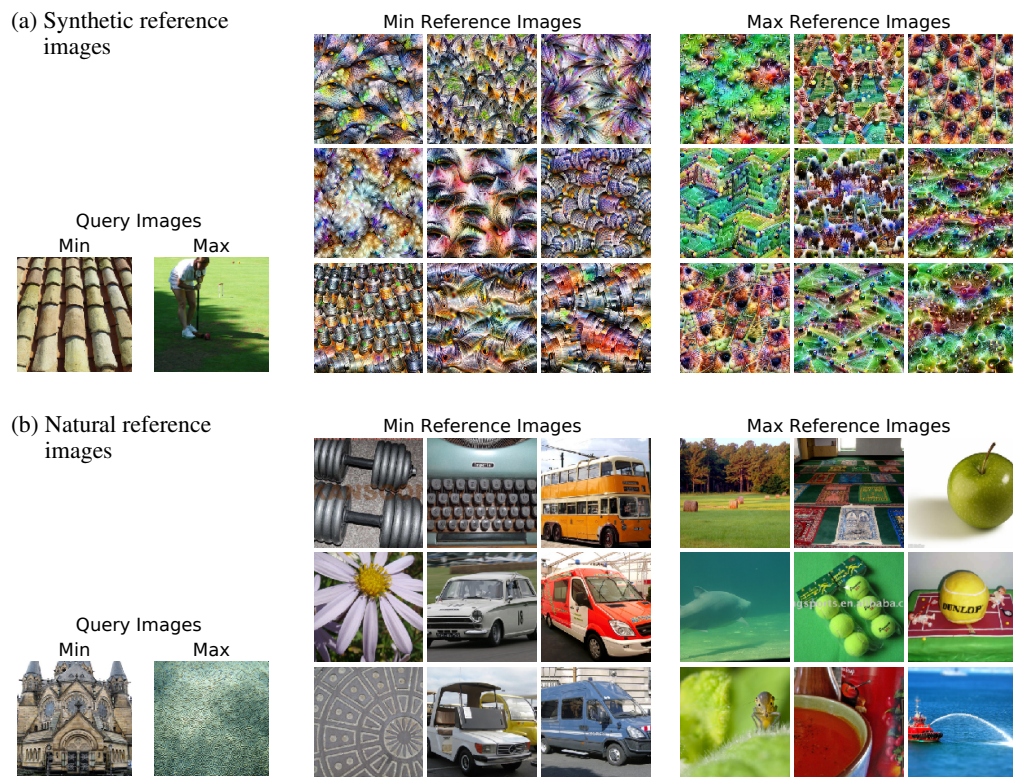 (a) Synthetic reference
images
Min Reference Images
Max Reference Images
Query Images
Min
Max
(b) Natural reference
images
Min Reference Images
Max Reference Images
DUNLOP
Query Images
Min
Max